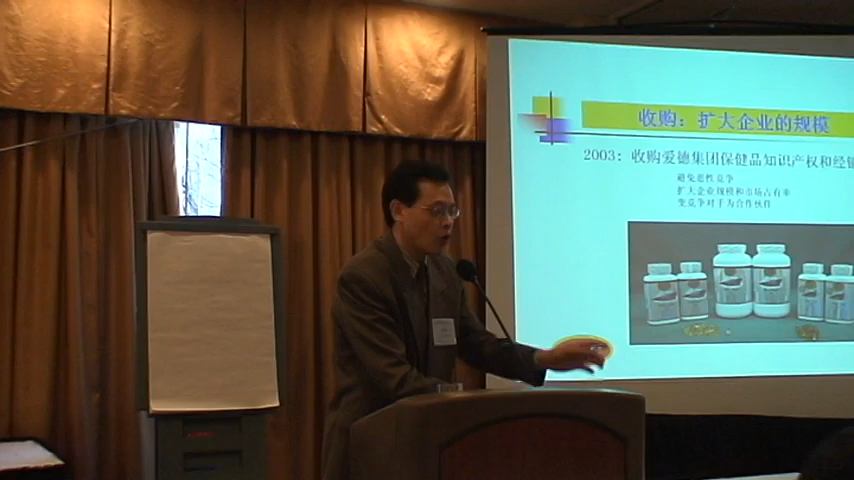 收购：扩大企业的规模
2003：收购爱德集团保健品知识产权和经销
避免恶性竞争
扩大企业规模和市场占有率
变竞争对手为合作伙伴